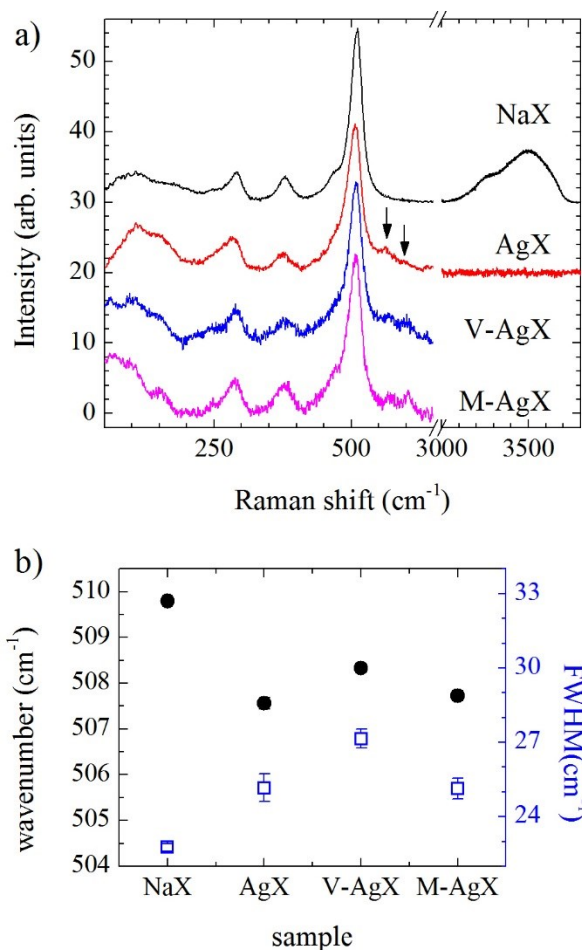 a)
50
40
30
20
10
0
Intensity (arb. units)
NaX
AgX
V-AgX
M-AgX
250 500 3000 3500
Raman shift (cm-1)
b)
510
509
508
507
506
505
504
wavenumber (cm-1)
33
30
27
24
FWHM(cm-1)
NaX AgX V-AgX M-AgX
sample